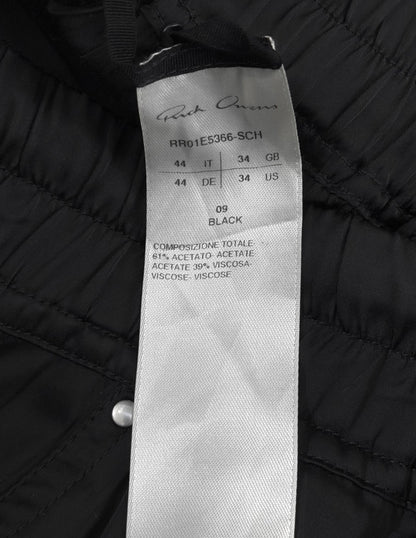 Rick Owens
RR01E5366-SCH
44 IT 34 GB
44 DE 34 US
09
BLACK
COMPOSIZIONE TOTALE
61% ACETATO- ACETATE
ACETATE 39% VISCOSA-
VISCOSE- VISCOSE